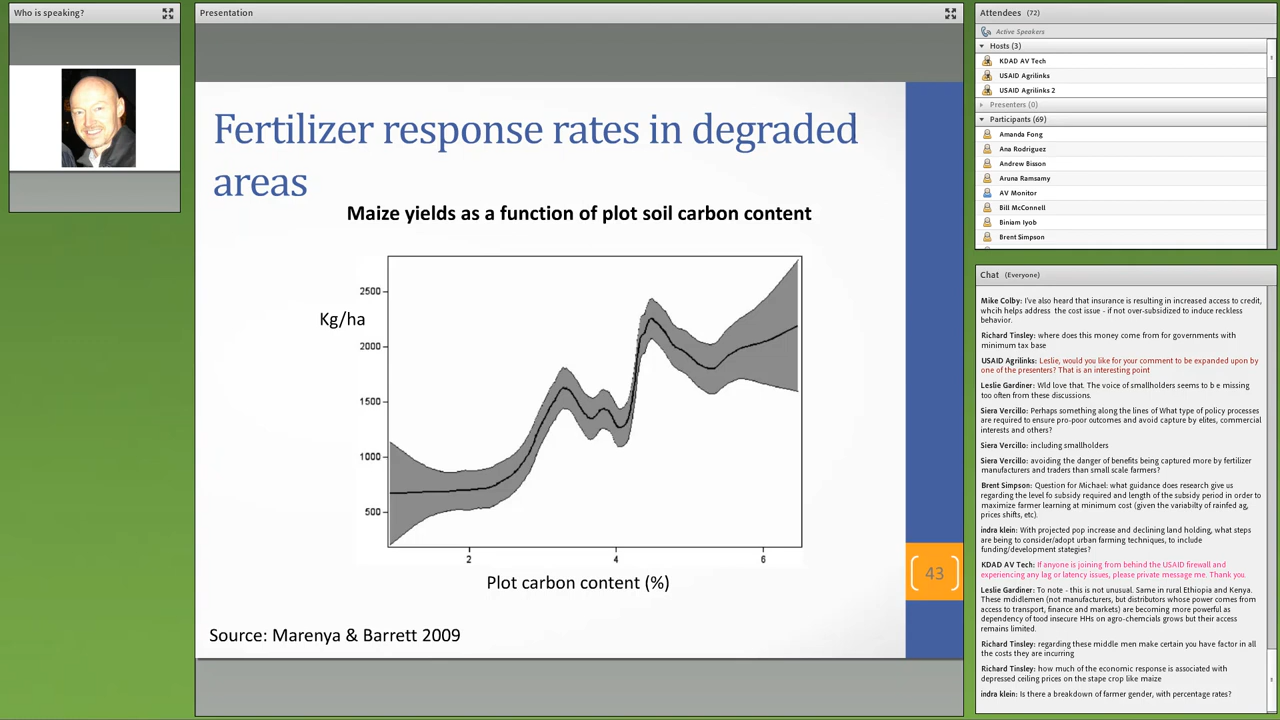 Who is speaking?
Presentation
Fertilizer response rates in degraded
areas
Maize yields as a function of plot soil carbon content
Kg/ha
2500
2000
1500
1000
500
2
4
6
Plot carbon content (%)
Source: Marenya & Barrett 2009
43
Attendees (72)
Active Speakers
Hosts (3)
KDAD AV Tech
USAID Agrilinks
USAID Agrilinks 2
Presenters (0)
Participants (69)
Amanda Fong
Ana Rodriguez
Andrew Bisson
Aruna Ramsamy
AV Monitor
Bill McConnell
Biniam Iyob
Brent Simpson
Chat (Everyone)
Mike Colby: I've also heard that insurance is resulting in increased access to credit,
whcih helps address the cost issue - if not over-subsidized to induce reckless
behavior.
Richard Tinsley: where does this money come from for governments with
minimum tax base
USAID Agrilinks: Leslie, would you like for your comment to be expanded upon by
one of the presenters? That is an interesting point
Leslie Gardner: Wld love that. The voice of smallholders seems to b e missing
too often from these discussions.
Siera Vercillo: Perhaps something along the lines of What type of policy processes
are required to ensure pro-poor outcomes and avoid capture by elites, commercial
interests and others?
Siera Vercillo: including smallholders
Siera Vercillo: avoiding the danger of benefits being captured more by fertilizer
manufacturers and traders than small scale farmers?
Brent Simpson: Question for Michael: what guidance does research give us
regarding the level fo subsidy required and length of the subsidy period in order to
maximize farmer learning at minimum cost (given the variabilty of rainfed ag,
prices shifts, etc).
indra klein: With projected pop increase and declining land holding, what steps
are being to consider/adopt urban farming techniques, to include
funding/development stategies?
KDAD AV Tech: If anyone is joining from behind the USAID firewall and
experiencing any lag or latency issues, please private message me. Thank you.
Leslie Gardner: To note - this is not unusual. Same in rural Ethiopia and Kenya.
These mdidlemen (not manufacturers, but distributors whose power comes from
access to transport, finance and markets) are becoming more powerful as
dependency of tood insecure HHs on agro-chemcials grows but their access
remains limited.
Richard Tinsley: regarding these middle men make certain you have factor in all
the costs they are incurring
Richard Tinsley: how much of the economic response is associated with
depressed ceiling prices on the stape crop like maize
indra klein: Is there a breakdown of farmer gender, with percentage rates?